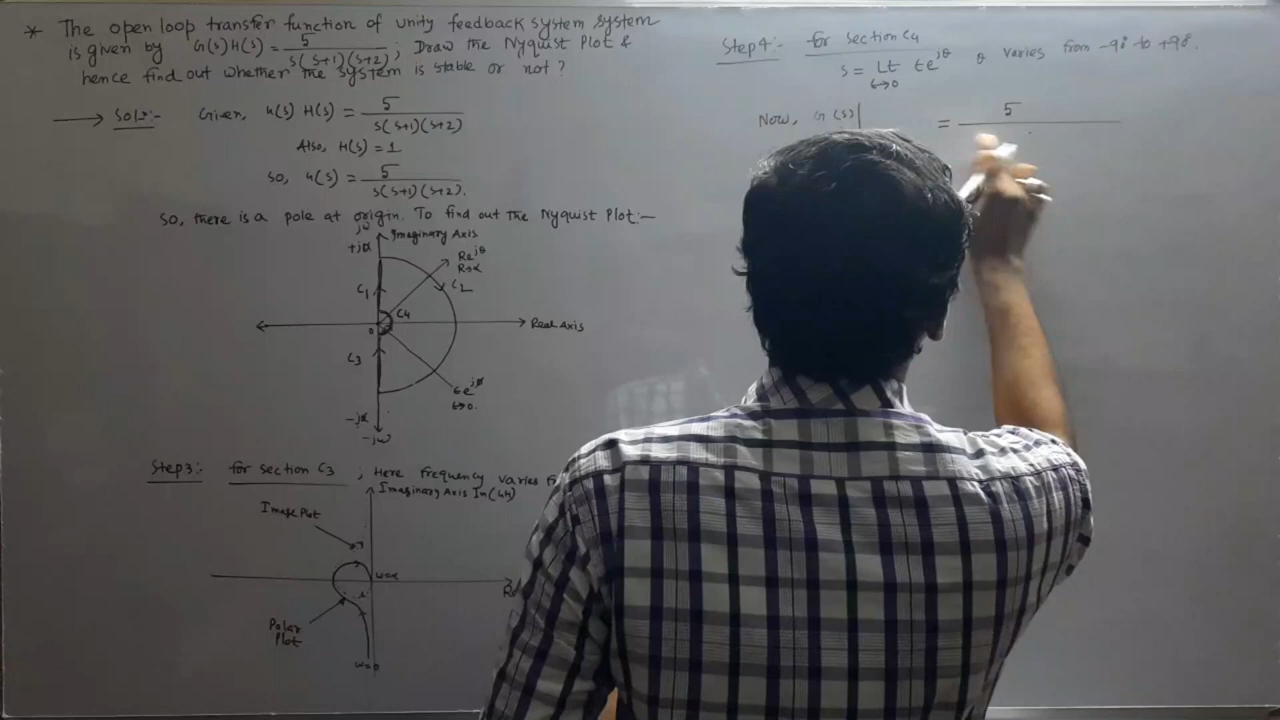 * The open loop transfer function of unity feedback system system
is given by G(s)H(s) = 5 / s(s+1)(s+2) ; Draw the Nyquist Plot &
hence find out whether the system is stable or not ?
→ Soln:- Given, G(s) H(s) = 5 / s(s+1)(s+2)
Also, H(s) = 1
so, G(s) = 5 / s(s+1)(s+2).
So, there is a pole at origin. To find out the Nyquist Plot:-
jω
Imaginary Axis
+jα
Re^jθ
R→α
C1
C2
C4
0
Real Axis
C3
εe^jθ
ε→0.
-jα
-jω
Step3:- for section C3 ; Here frequency varies
Imaginary Axis Im(GH)
Image Plot
ω=α
Polar
Plot
ω=0
Step4:- for section C4
s = Lt εe^jθ θ varies from -90° to +90°.
ε→0
Now, G(s)| = 5